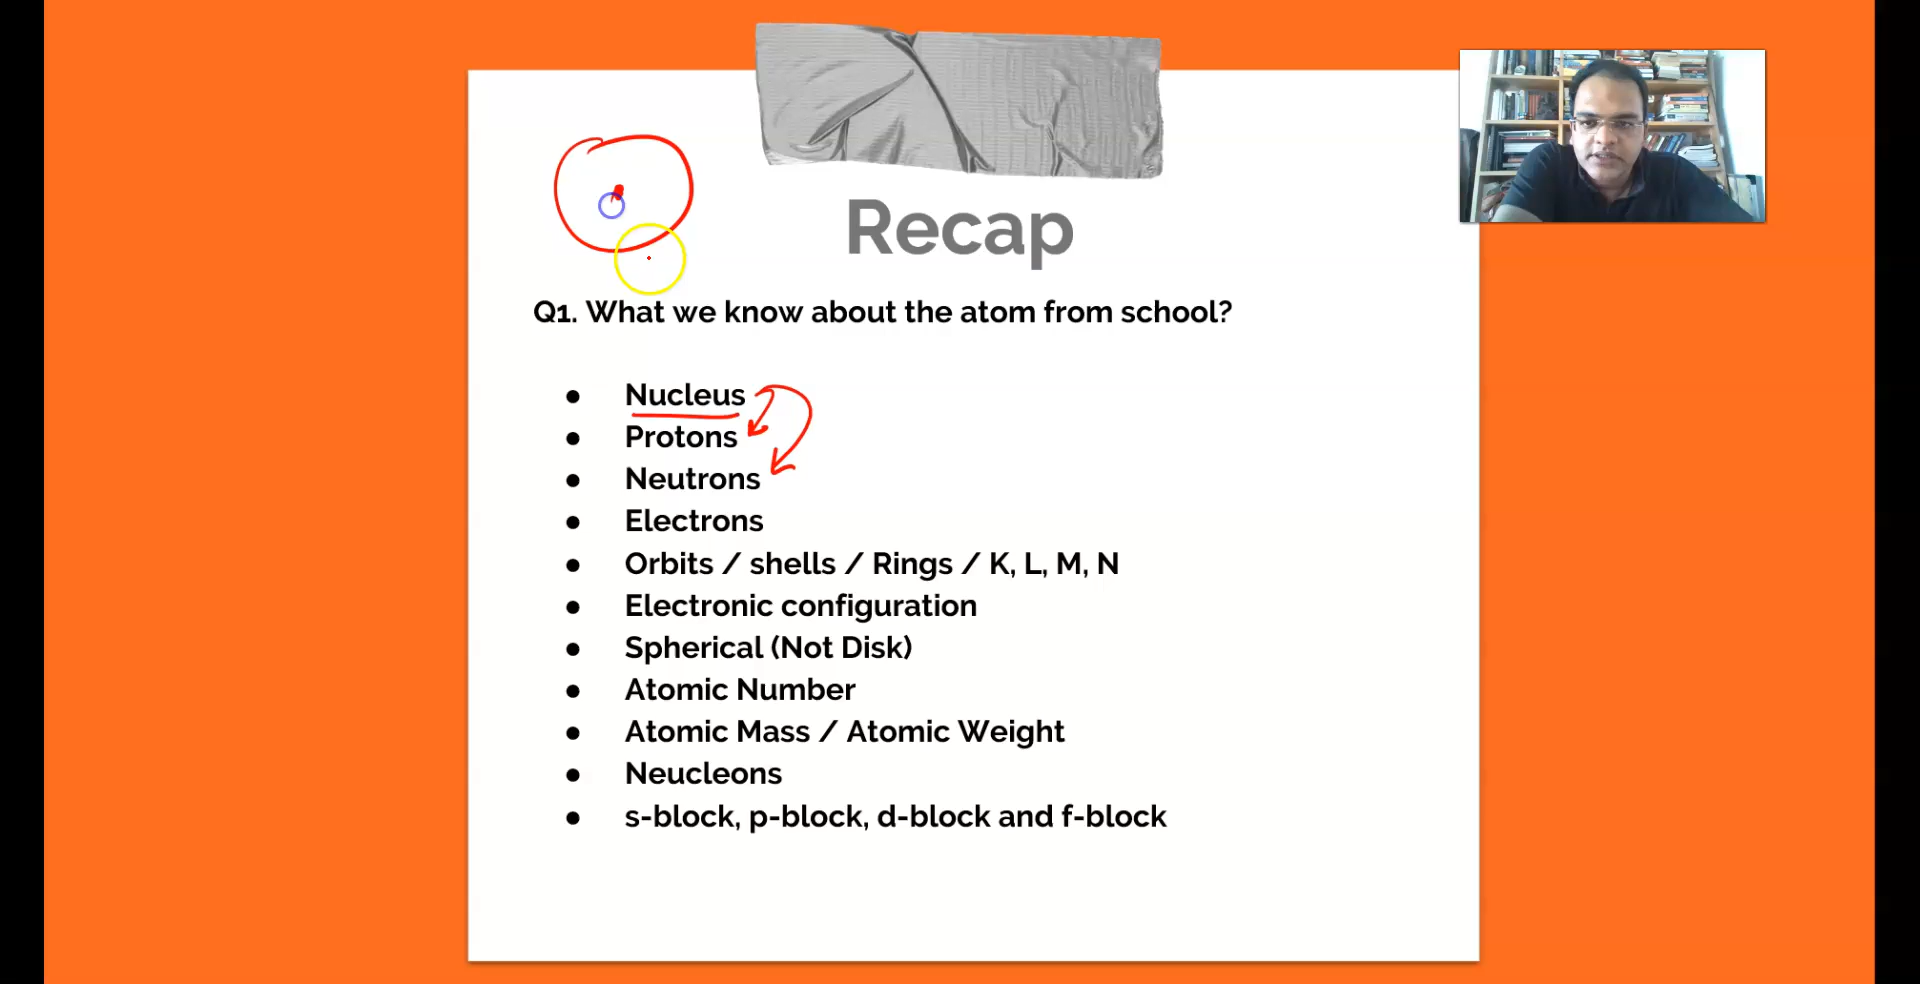 Recap
Q1. What we know about the atom from school?
● Nucleus
● Protons
● Neutrons
● Electrons
● Orbits / shells / Rings / K, L, M, N
● Electronic configuration
● Spherical (Not Disk)
● Atomic Number
● Atomic Mass / Atomic Weight
● Neucleons
● s-block, p-block, d-block and f-block